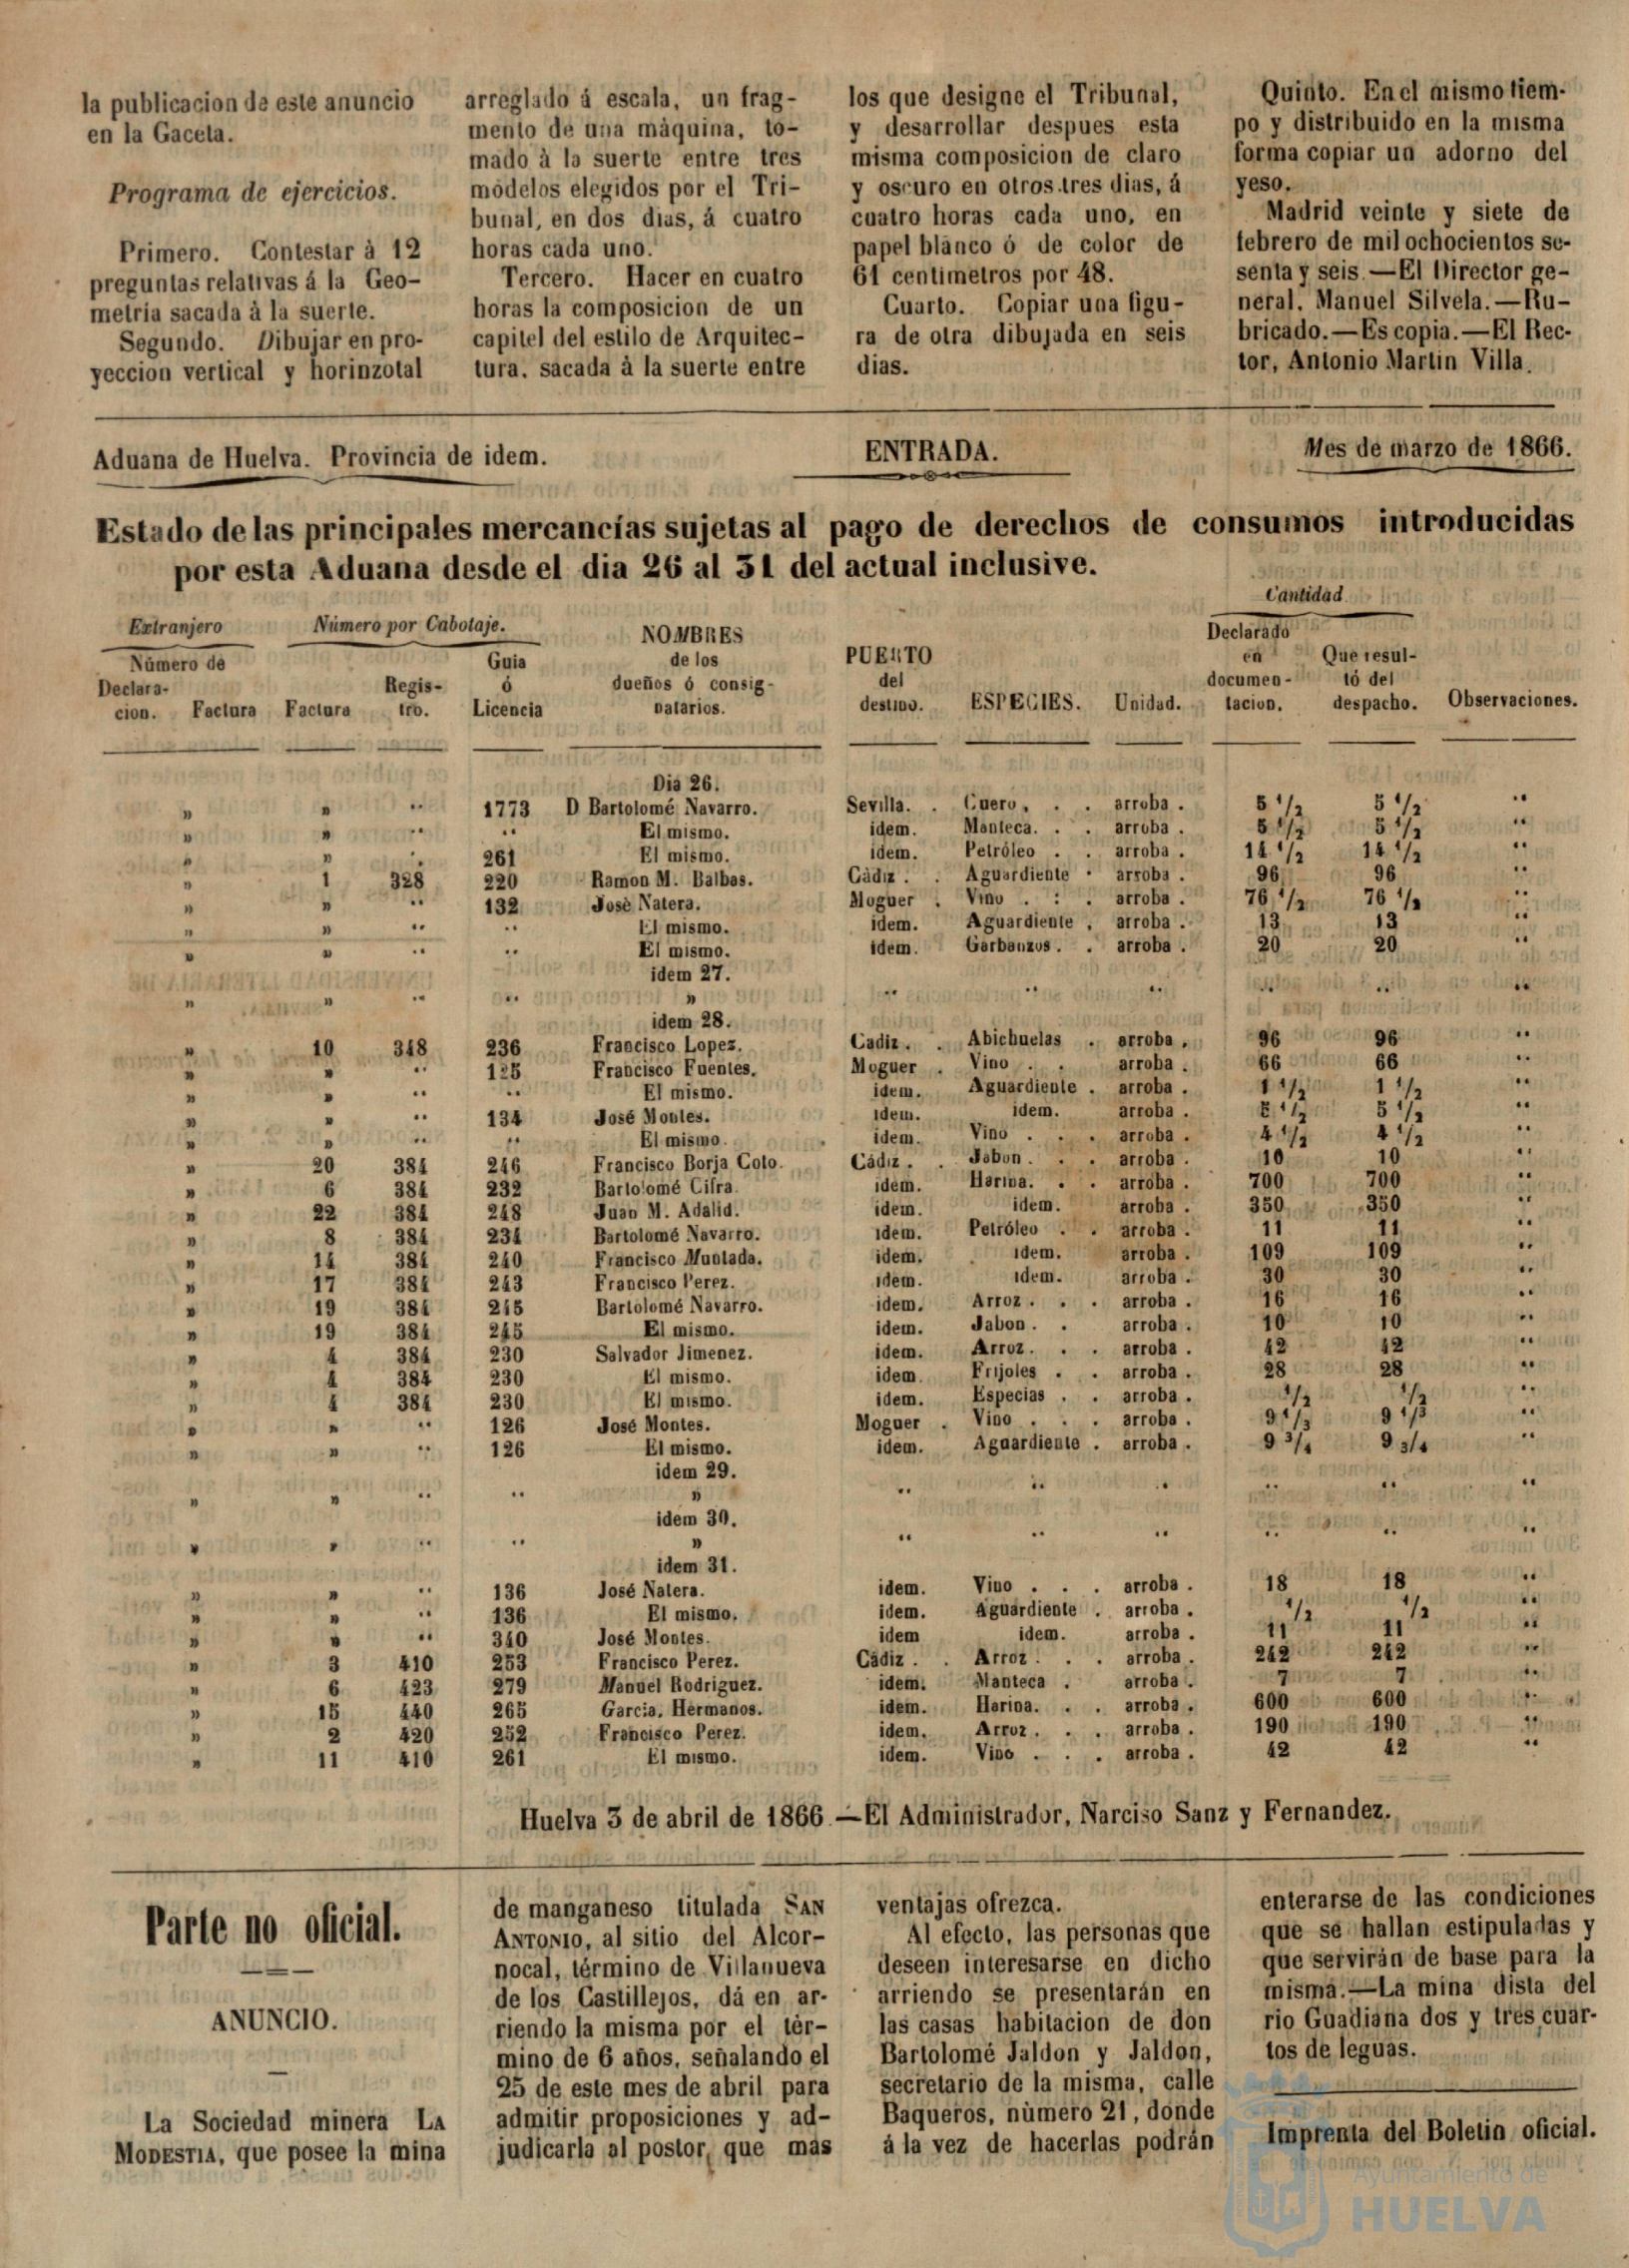 la publicacion de este anuncio
en la Gaceta.
Programa de ejercicios.
Primero. Contestar à 12
preguntas relativas á la Geo-
metria sacada à la suerte.
Segundo. Dibujar en pro-
yeccion vertical y horinzotal
arreglado á escala, un frag-
mento de una màquina, to-
mado à la suerte entre tres
modelos elegidos por el Tri-
bunal, en dos dias, á cuatro
horas cada uno.
Tercero. Hacer en cuatro
horas la composicion de un
capitel del estilo de Arquitec-
tura, sacada à la suerte entre
los que designe el Tribunal,
y desarrollar despues esta
misma composicion de claro
y oscuro en otros tres dias, á
cuatro horas cada uno, en
papel blanco ó de color de
61 centimetros por 48.
Cuarto. Copiar una figu-
ra de otra dibujada en seis
dias.
Quinto. En el mismo tiem-
po y distribuido en la misma
forma copiar un adorno del
yeso.
Madrid veinte y siete de
febrero de mil ochocientos se-
senta y seis.—El Director ge-
neral, Manuel Silvela.—Ru-
bricado.—Es copia.—El Rec-
tor, Antonio Martin Villa.
Aduana de Huelva. Provincia de idem.
ENTRADA.
Mes de marzo de 1866.
Estado de las principales mercancías sujetas al pago de derechos de consumos introducidas
por esta Aduana desde el dia 26 al 31 del actual inclusive.
Cantidad
Extranjero Número por Cabotaje. NOMBRES Declarado
Número de Guia de los PUERTO en Que resul-
Declara- Regis- ó dueños ó consig- del documen- tó del
cion. Factura Factura tro. Licencia natarios. destino. ESPECIES. Unidad. tacion. despacho. Observaciones.
Dia 26.
» » .. 1773 D Bartolomé Navarro. Sevilla. . Cuero, . . arroba . 5 1/2 5 1/2 ..
» » .. .. El mismo. idem. Manteca. . . arroba . 5 1/2 5 1/2 ..
» » . 261 El mismo. idem. Petróleo . . arroba . 14 1/2 14 1/2 ..
» 1 328 220 Ramon M. Balbas. Cádiz . . Aguardiente . arroba . 96 96 ..
» » .. 132 Josè Natera. Moguer . Vino . : . arroba . 76 1/2 76 1/2 ..
» » .. .. El mismo. idem. Aguardiente . arroba . 13 13 ..
» » .. .. El mismo. idem. Garbanzos. . arroba . 20 20 ..
idem 27.
» » .. .. » .. .. .. .. .. ..
idem 28.
» 10 348 236 Francisco Lopez. Cadiz . . Abichuelas . arroba . 96 96 ..
» » .. 125 Francisco Fuentes. Moguer . Vino . . arroba . 66 66 ..
» » .. .. El mismo. idem. Aguardiente . arroba . 1 1/2 1 1/2 ..
» » .. 134 José Montes. idem. idem. arroba . 5 1/2 5 1/2 ..
» » .. .. El mismo. idem. Vino . . . arroba . 4 1/2 4 1/2 ..
» 20 384 246 Francisco Borja Coto. Cádiz . . Jabon. . . arroba . 10 10 ..
» 6 384 232 Bartolomé Cifra. idem. Harina. . . arroba . 700 700 ..
» 22 384 248 Juan M. Adalid. idem. idem. arroba . 350 350 ..
» 8 384 234 Bartolomé Navarro. idem. Petróleo . . arroba . 11 11 ..
» 14 384 240 Francisco Muntada. idem. idem. arroba . 109 109 ..
» 17 384 243 Francisco Perez. idem. idem. arroba . 30 30 ..
» 19 384 245 Bartolomé Navarro. idem. Arroz . . . arroba . 16 16 ..
» 19 384 245 El mismo. idem. Jabon . . arroba . 10 10 ..
» 4 384 230 Salvador Jimenez. idem. Arroz. . . arroba . 42 42 ..
» 4 384 230 El mismo. idem. Frijoles . . arroba . 28 28 ..
» 4 384 230 El mismo. idem. Especias . . arroba . 1/2 1/2 ..
» » .. 126 José Montes. Moguer . Vino . . . arroba . 9 1/3 9 1/3 ..
» » .. 126 El mismo. idem. Aguardiente . arroba . 9 3/4 9 3/4 ..
idem 29.
» » .. .. » .. .. .. .. .. ..
idem 30.
» » .. .. » .. .. .. .. .. ..
idem 31.
» » .. 136 José Natera. idem. Vino . . . arroba . 18 18 ..
» » .. 136 El mismo. idem. Aguardiente . arroba . 1/2 1/2 ..
» » .. 340 José Montes. idem idem. arroba . 11 11 ..
» 3 410 253 Francisco Perez. Cádiz . . Arroz . . . arroba . 242 242 ..
» 6 423 279 Manuel Rodriguez. idem. Manteca . arroba . 7 7 ..
» 15 440 265 Garcia, Hermanos. idem. Harina. . . arroba . 600 600 ..
» 2 420 252 Francisco Perez. idem. Arroz . . . arroba . 190 190 ..
» 11 410 261 El mismo. idem. Vino . . . arroba . 42 42 ..
Huelva 3 de abril de 1866.—El Administrador, Narciso Sanz y Fernandez.
Parte no oficial.
ANUNCIO.
La Sociedad minera LA
MODESTIA, que posee la mina
de manganeso titulada SAN
ANTONIO, al sitio del Alcor-
nocal, término de Villanueva
de los Castillejos, dá en ar-
riendo la misma por el tér-
mino de 6 años, señalando el
25 de este mes de abril para
admitir proposiciones y ad-
judicarla al postor, que mas
ventajas ofrezca.
Al efecto, las personas que
deseen interesarse en dicho
arriendo se presentarán en
las casas habitacion de don
Bartolomé Jaldon y Jaldon,
secretario de la misma, calle
Baqueros, nùmero 21, donde
á la vez de hacerlas podrán
enterarse de las condiciones
que se hallan estipuladas y
que servirán de base para la
misma.—La mina dista del
rio Guadiana dos y tres cuar-
tos de leguas.
Imprenta del Boletin oficial.
Ayuntamiento de
HUELVA